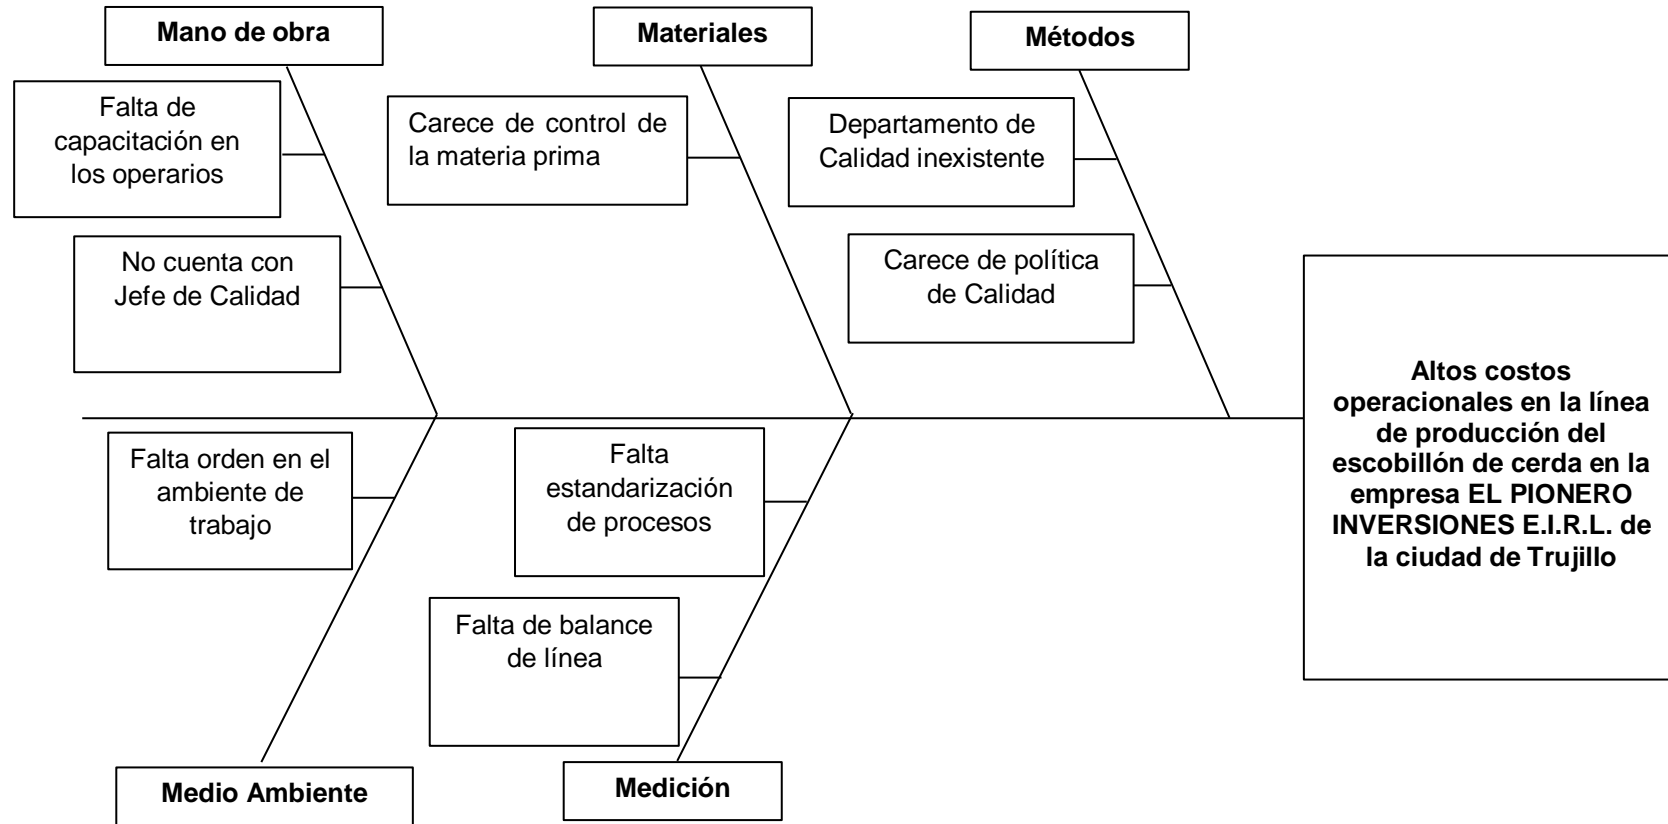 Mano de obra
Materiales
Métodos
Falta de
capacitación en
los operarios
Carece de control de
la materia prima
Departamento de
Calidad inexistente
No cuenta con
Jefe de Calidad
Carece de política
de Calidad
Altos costos
operacionales en la línea
de producción del
escobillón de cerda en la
empresa EL PIONERO
INVERSIONES E.I.R.L. de
la ciudad de Trujillo
Falta orden en el
ambiente de
trabajo
Falta
estandarización
de procesos
Falta de balance
de línea
Medio Ambiente
Medición